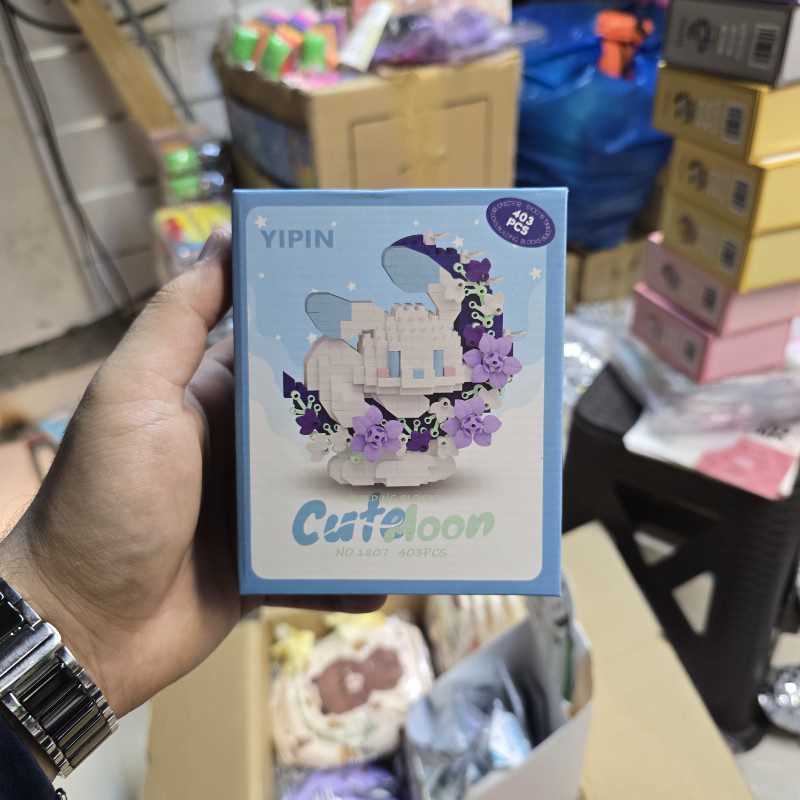 YIPIN
403
PCS
BUILDING BLOCKS
CuteMoon
NO.1807 403PCS